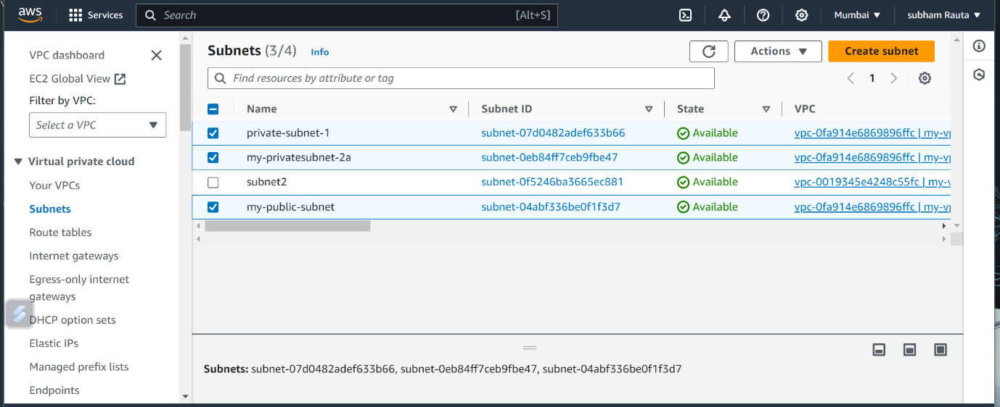 aws Services Search [Alt+S] Mumbai ▼ subham Rauta ▼
VPC dashboard
EC2 Global View
Filter by VPC:
Select a VPC
Virtual private cloud
Your VPCs
Subnets
Route tables
Internet gateways
Egress-only internet
gateways
DHCP option sets
Elastic IPs
Managed prefix lists
Endpoints
Subnets (3/4) Info
Actions ▼ Create subnet
Find resources by attribute or tag
1
Name Subnet ID State VPC
private-subnet-1 subnet-07d0482adef633b66 Available vpc-0fa914e6869896ffc | my-vp
my-privatesubnet-2a subnet-0eb84ff7ceb9fbe47 Available vpc-0fa914e6869896ffc | my-vp
subnet2 subnet-0f5246ba3665ec881 Available vpc-0019345e4248c55fc | my-v
my-public-subnet subnet-04abf336be0f1f3d7 Available vpc-0fa914e6869896ffc | my-vp
Subnets: subnet-07d0482adef633b66, subnet-0eb84ff7ceb9fbe47, subnet-04abf336be0f1f3d7